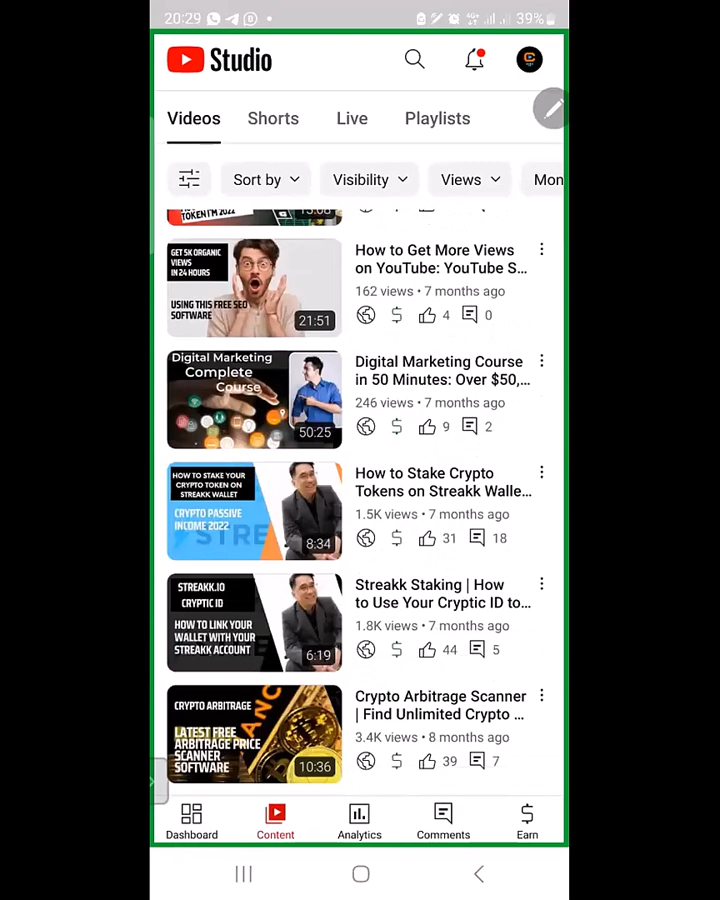 20:29
39%
Studio
Videos Shorts Live Playlists
Sort by Visibility Views Mon
TOKEN I'M 2022
13:08
GET 5K ORGANIC
VIEWS
IN 24 HOURS
USING THIS FREE SEO
SOFTWARE
21:51
How to Get More Views
on YouTube: YouTube S...
162 views • 7 months ago
4 0
Digital Marketing
Complete
Course
50:25
Digital Marketing Course
in 50 Minutes: Over $50,...
246 views • 7 months ago
9 2
HOW TO STAKE YOUR
CRYPTO TOKEN ON
STREAKK WALLET
CRYPTO PASSIVE
INCOME 2022
STRE
8:34
How to Stake Crypto
Tokens on Streakk Walle...
1.5K views • 7 months ago
31 18
STREAKK.IO
CRYPTIC ID
HOW TO LINK YOUR
WALLET WITH YOUR
STREAKK ACCOUNT
6:19
Streakk Staking | How
to Use Your Cryptic ID to...
1.8K views • 7 months ago
44 5
CRYPTO ARBITRAGE
LATEST FREE
ARBITRAGE PRICE
SCANNER
SOFTWARE
ANC
10:36
Crypto Arbitrage Scanner
| Find Unlimited Crypto ...
3.4K views • 8 months ago
39 7
Dashboard Content Analytics Comments Earn